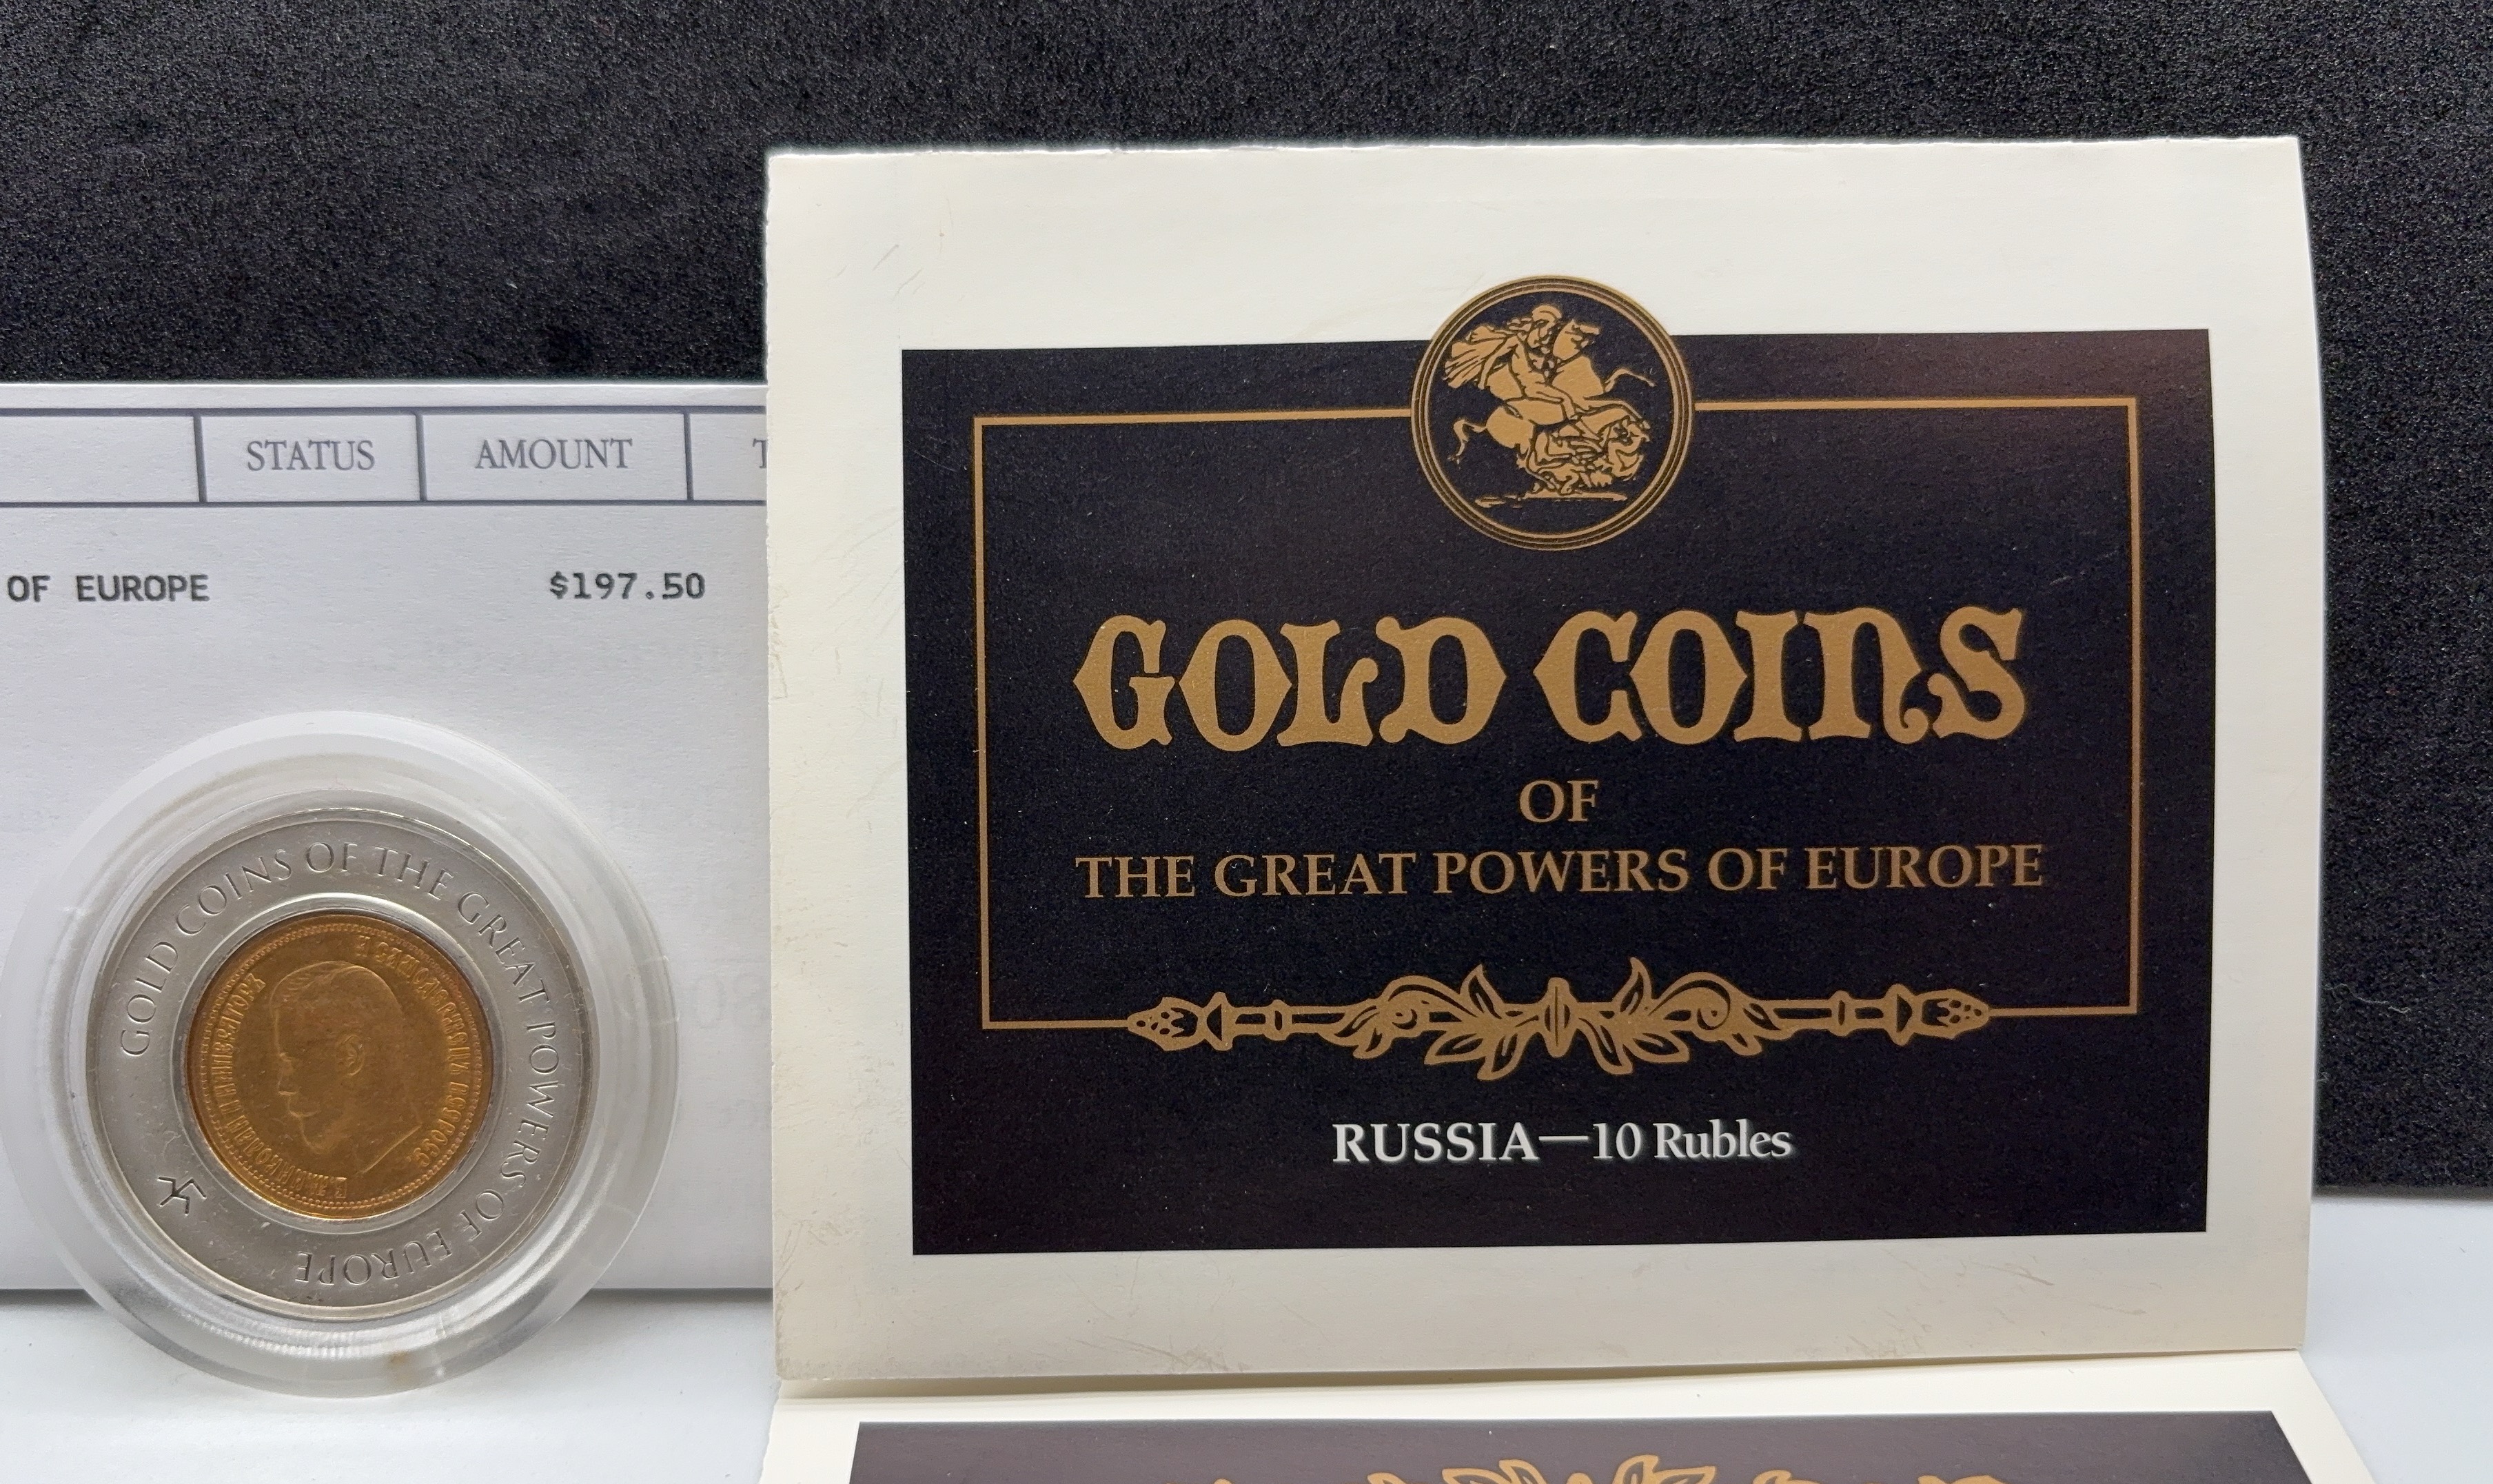 STATUS AMOUNT T
OF EUROPE $197.50
GOLD COINS OF THE GREAT POWERS OF EUROPE
GOLD COINS
OF
THE GREAT POWERS OF EUROPE
RUSSIA—10 Rubles